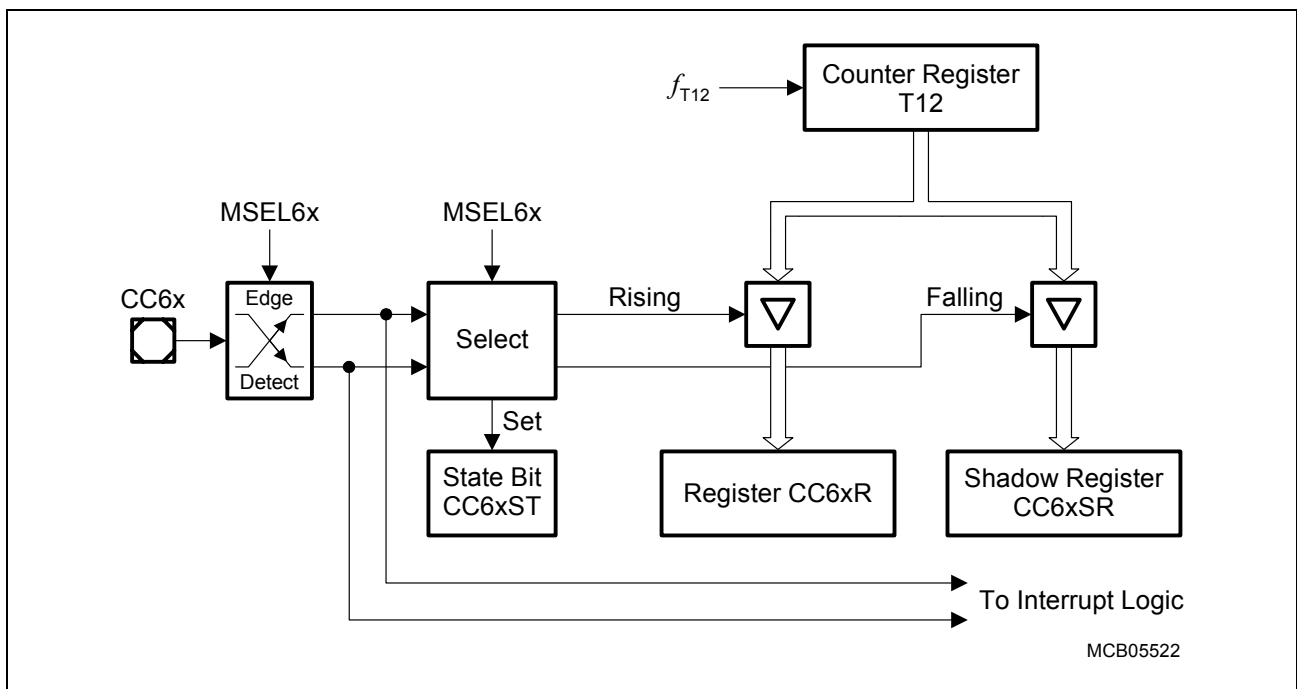 Counter Register
T12
fT12
MSEL6x
MSEL6x
CC6x
Edge
Detect
Select
Rising
Falling
Set
State Bit
CC6xST
Register CC6xR
Shadow Register
CC6xSR
To Interrupt Logic
MCB05522